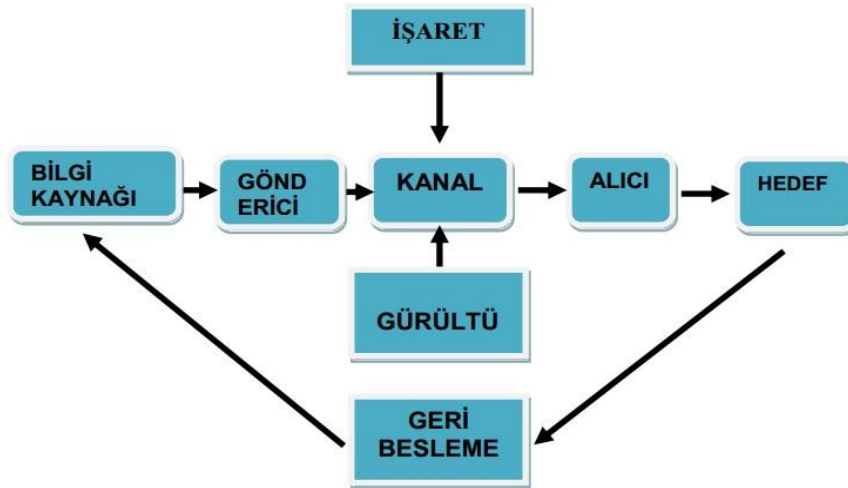 İŞARET
BİLGİ
KAYNAĞI
GÖND
ERİCİ
KANAL
ALICI
HEDEF
GÜRÜLTÜ
GERİ
BESLEME